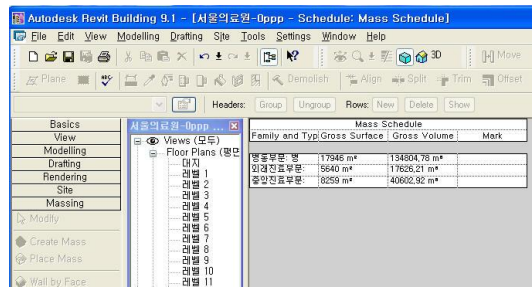 Autodesk Revit Building 9.1 - [서울의료원-0ppp - Schedule: Mass Schedule]
File Edit View Modelling Drafting Site Tools Settings Window Help
3D Move
Plane Demolish Align Split Trim Offset
Headers: Group Ungroup Rows: New Delete Show
Basics
View
Modelling
Drafting
Rendering
Site
Massing
Modify
Create Mass
Place Mass
Wall by Face
서울의료원-0ppp ...
Views (모두)
Floor Plans (평면
대지
레벨 1
레벨 2
레벨 3
레벨 4
레벨 5
레벨 6
레벨 7
레벨 8
레벨 9
레벨 10
레벨 11
Mass Schedule
Family and Typ Gross Surface Gross Volume Mark
병동부문: 병 17946 m² 134804,78 m³
외래진료부문: 5640 m² 17626,21 m³
중앙진료부문: 8259 m² 40602,92 m³